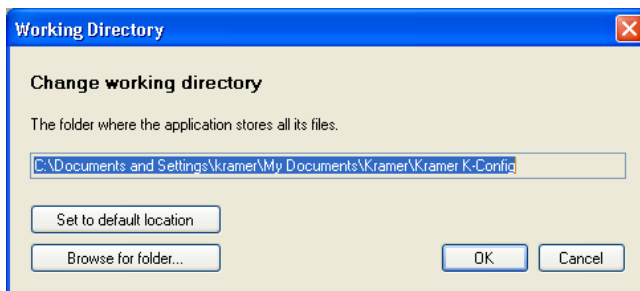 Working Directory
Change working directory
The folder where the application stores all its files.
C:\Documents and Settings\kramer\My Documents\Kramer\Kramer K-Config
Set to default location
Browse for folder...
OK
Cancel